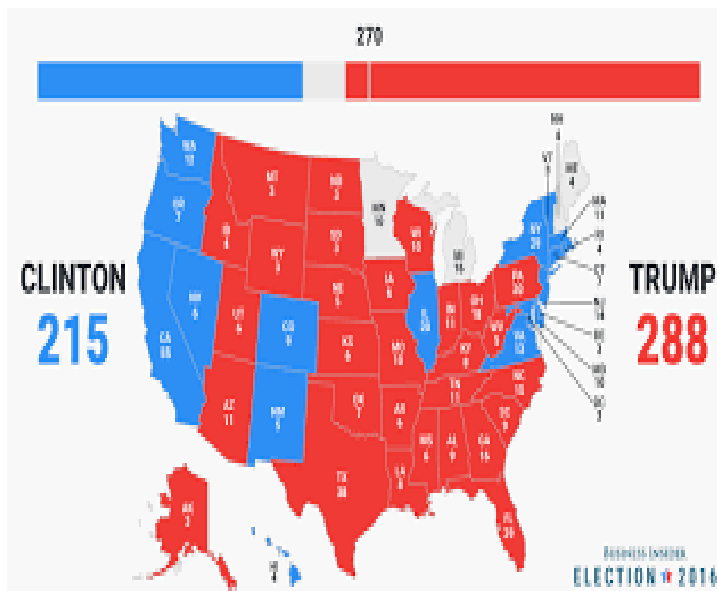 270
CLINTON
215
TRUMP
288
WA
12
OR
7
CA
55
NV
6
ID
4
MT
3
WY
3
UT
6
AZ
11
CO
9
NM
5
ND
3
SD
3
NE
5
KS
6
OK
7
TX
38
MN
10
IA
6
MO
10
AR
6
LA
8
WI
10
IL
20
MI
16
IN
11
OH
18
KY
8
TN
11
MS
6
AL
9
GA
16
FL
29
SC
9
NC
15
VA
13
WV
5
PA
20
NY
29
VT
3
NH
4
ME
4
MA
11
RI
4
CT
7
NJ
14
DE
3
MD
10
DC
3
AK
3
HI
4
BUSINESS INSIDER
ELECTION 2016